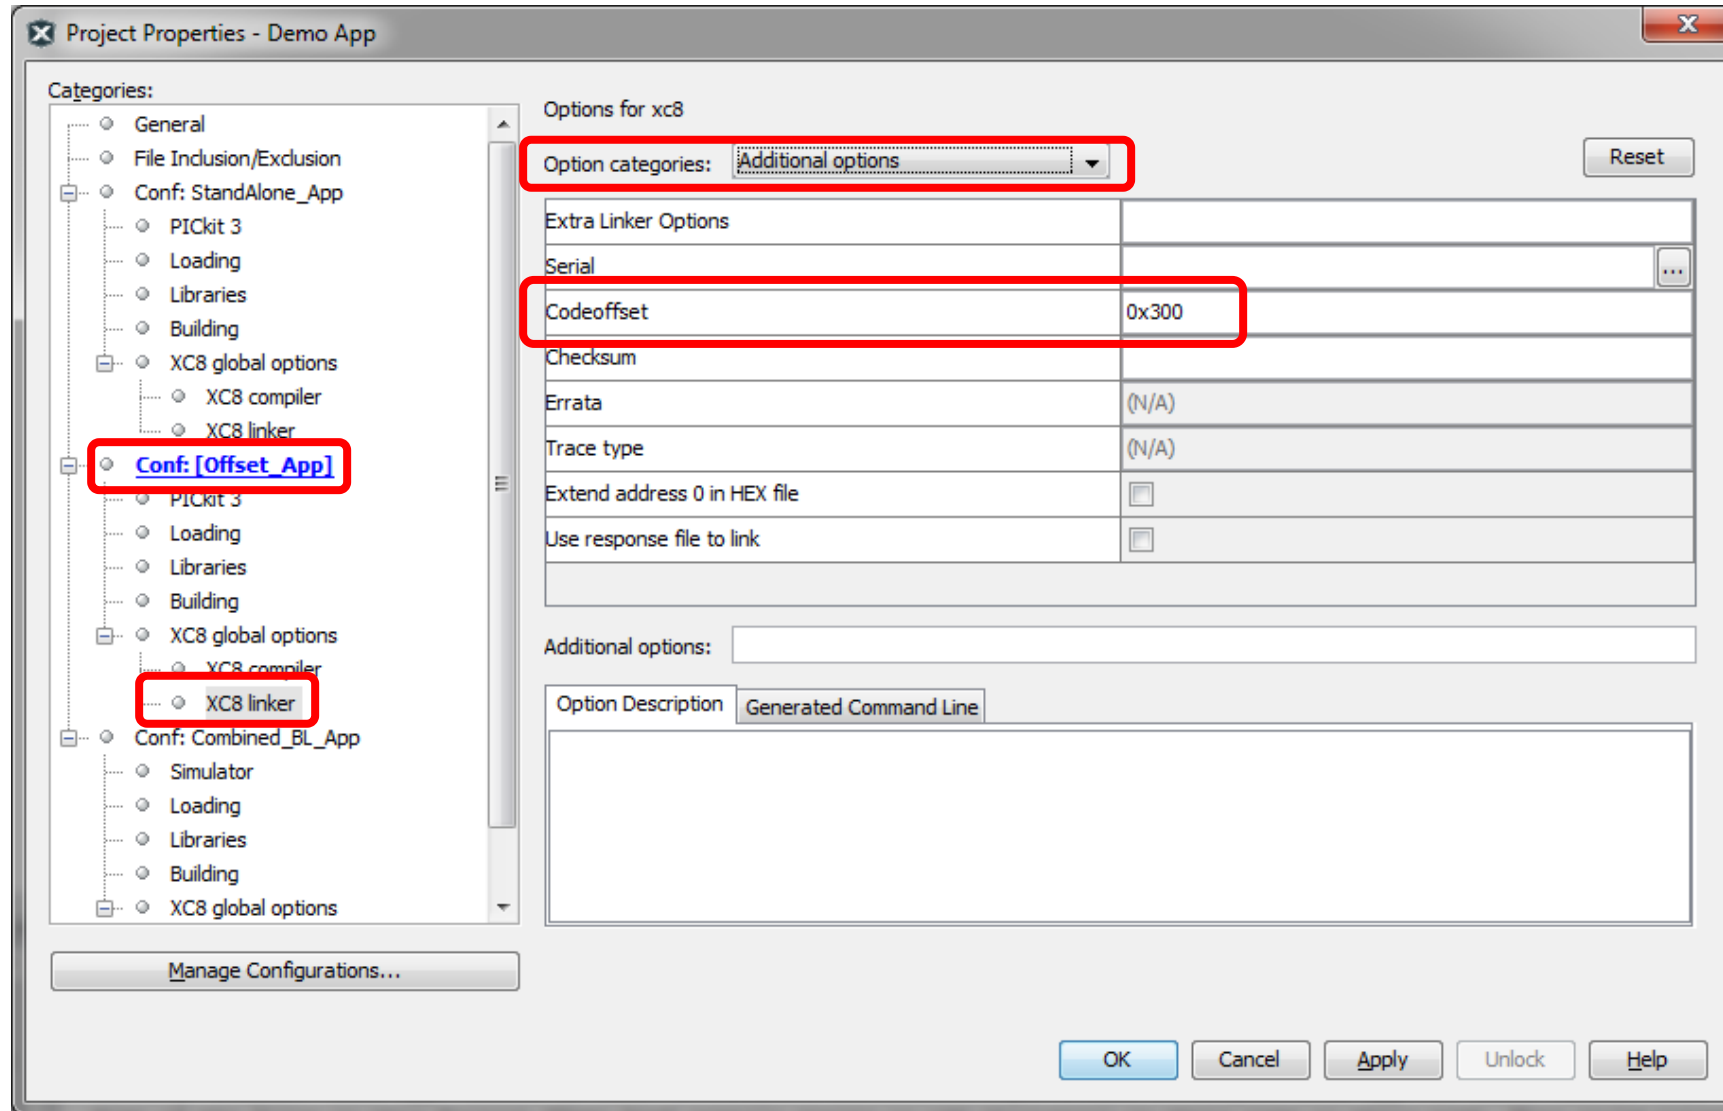 Project Properties - Demo App
Categories:
General
File Inclusion/Exclusion
Conf: StandAlone_App
PICkit 3
Loading
Libraries
Building
XC8 global options
XC8 compiler
XC8 linker
Conf: [Offset_App]
PICkit 3
Loading
Libraries
Building
XC8 global options
XC8 compiler
XC8 linker
Conf: Combined_BL_App
Simulator
Loading
Libraries
Building
XC8 global options
Manage Configurations...
Options for xc8
Option categories: Additional options
Reset
Extra Linker Options
Serial ...
Codeoffset 0x300
Checksum
Errata (N/A)
Trace type (N/A)
Extend address 0 in HEX file
Use response file to link
Additional options:
Option Description Generated Command Line
OK Cancel Apply Unlock Help